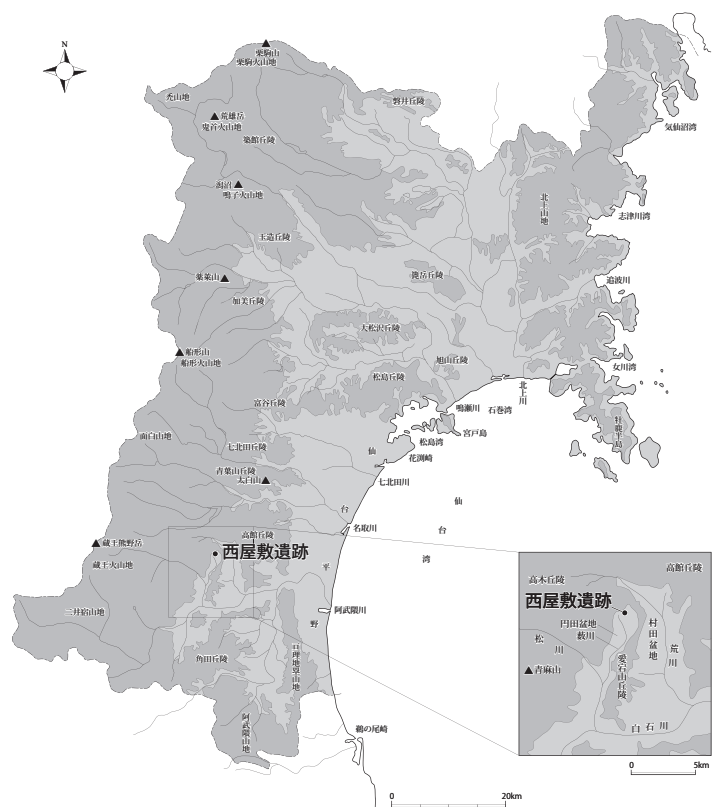 N
栗駒山
栗駒火山地
禿山地
荒雄岳
鬼首火山地
築館丘陵
磐井丘陵
気仙沼湾
潟沼
鳴子火山地
北上山地
志津川湾
玉造丘陵
薬莱山
箟岳丘陵
追波川
加美丘陵
大松沢丘陵
船形山
船形火山地
旭山丘陵
女川湾
松島丘陵
北上川
富谷丘陵
鳴瀬川
石巻湾
牡鹿半島
宮戸島
面白山地
七北田丘陵
松島湾
花渕崎
青葉山丘陵
太白山
七北田川
仙台平野
仙台湾
名取川
高館丘陵
蔵王熊野岳
西屋敷遺跡
蔵王火山地
二井宿山地
阿武隈川
角田丘陵
亘理地塁山地
阿武隈山地
鵜の尾崎
0 20km
高館丘陵
高木丘陵
西屋敷遺跡
円田盆地
藪川
村田盆地
荒川
松川
青麻山
愛宕山丘陵
白石川
0 5km